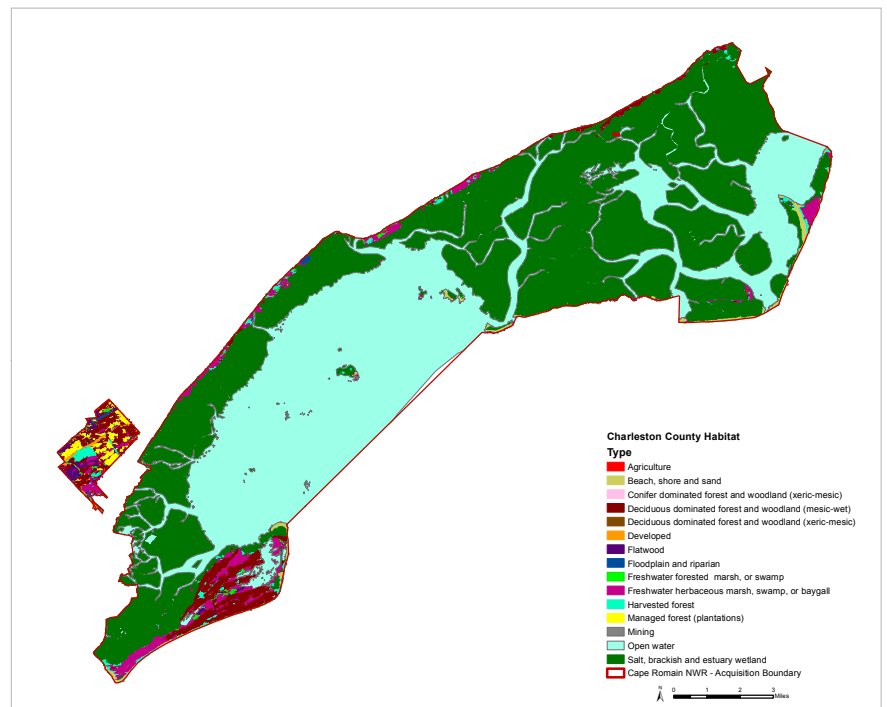 Charleston County Habitat
Type
Agriculture
Beach, shore and sand
Conifer dominated forest and woodland (xeric-mesic)
Deciduous dominated forest and woodland (mesic-wet)
Deciduous dominated forest and woodland (xeric-mesic)
Developed
Flatwood
Floodplain and riparian
Freshwater forested marsh, or swamp
Freshwater herbaceous marsh, swamp, or baygall
Harvested forest
Managed forest (plantations)
Mining
Open water
Salt, brackish and estuary wetland
Cape Romain NWR - Acquisition Boundary
N
0 1 2 3
Miles